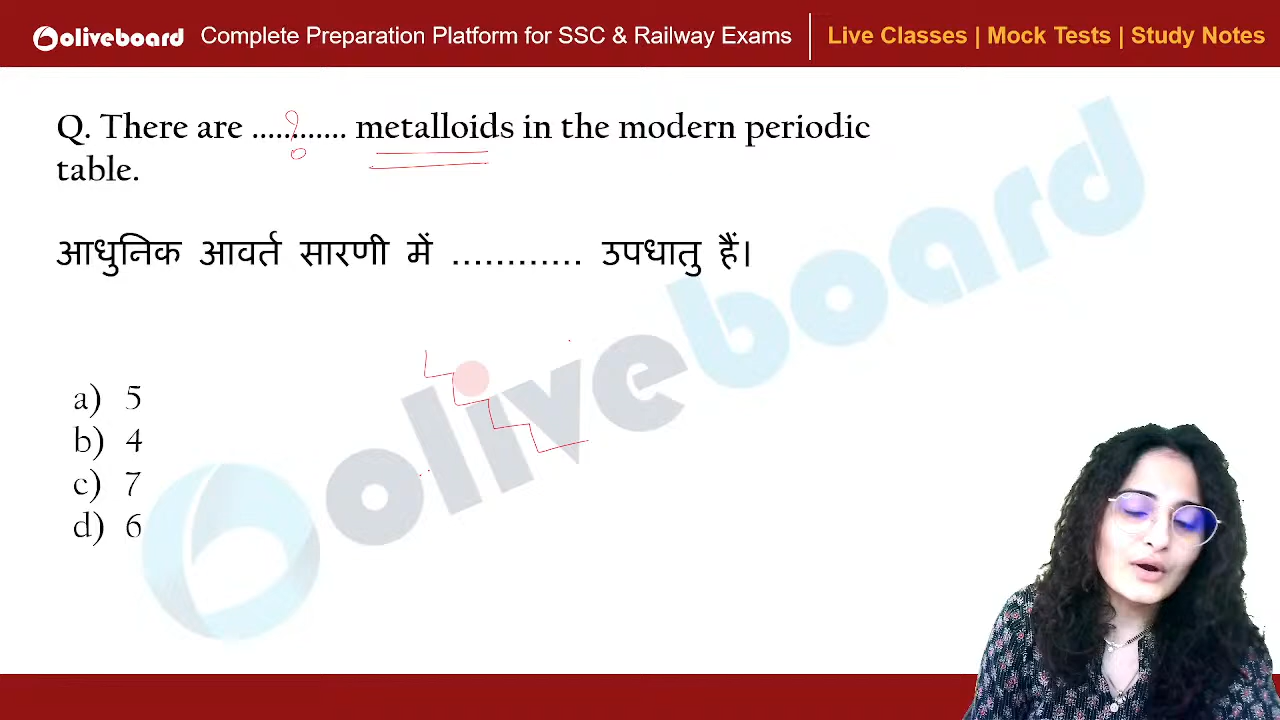 oliveboard Complete Preparation Platform for SSC & Railway Exams Live Classes | Mock Tests | Study Notes
Q. There are ............ metalloids in the modern periodic
table.
आधुनिक आवर्त सारणी में ............ उपधातु हैं।
a) 5
b) 4
c) 7
d) 6
oliveboard